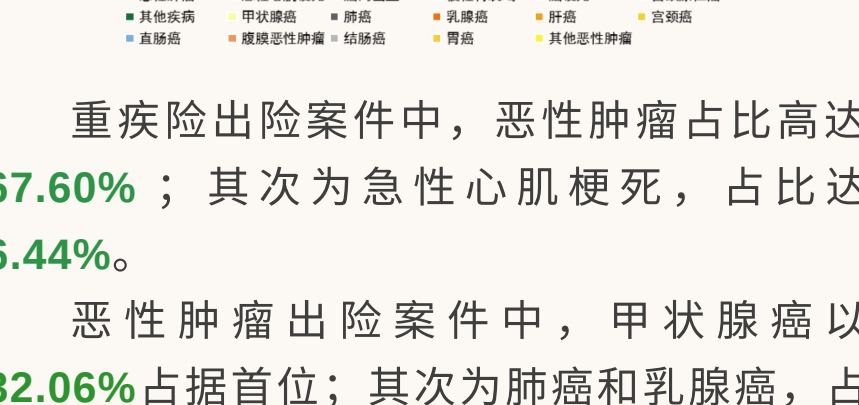 其他疾病 甲状腺癌 肺癌 乳腺癌 肝癌 宫颈癌
直肠癌 腹膜恶性肿瘤 结肠癌 胃癌 其他恶性肿瘤
重疾险出险案件中，恶性肿瘤占比高达
67.60%；其次为急性心肌梗死，占比达
6.44%。
恶性肿瘤出险案件中，甲状腺癌以
32.06%占据首位；其次为肺癌和乳腺癌，占